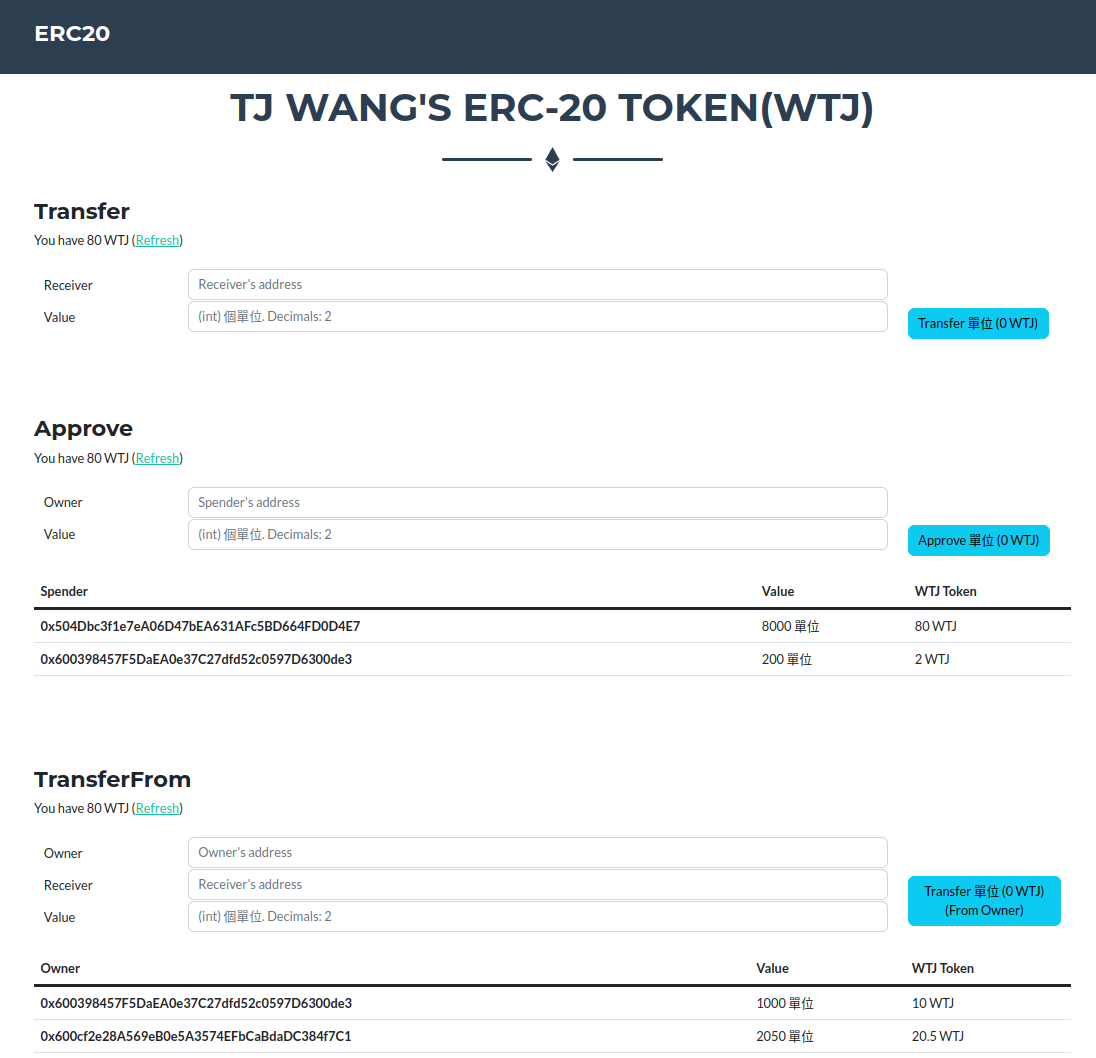 ERC20
TJ WANG'S ERC-20 TOKEN(WTJ)
Transfer
You have 80 WTJ (Refresh)
Receiver Receiver's address
Value (int) 個單位. Decimals: 2 Transfer 單位 (0 WTJ)
Approve
You have 80 WTJ (Refresh)
Owner Spender's address
Value (int) 個單位. Decimals: 2 Approve 單位 (0 WTJ)
Spender Value WTJ Token
0x504Dbc3f1e7eA06D47bEA631AFc5BD664FD0D4E7 8000 單位 80 WTJ
0x600398457F5DaEA0e37C27dfd52c0597D6300de3 200 單位 2 WTJ
TransferFrom
You have 80 WTJ (Refresh)
Owner Owner's address
Receiver Receiver's address
Value (int) 個單位. Decimals: 2
Transfer 單位 (0 WTJ)
(From Owner)
Owner Value WTJ Token
0x600398457F5DaEA0e37C27dfd52c0597D6300de3 1000 單位 10 WTJ
0x600cf2e28A569eB0e5A3574EFbCaBdaDC384f7C1 2050 單位 20.5 WTJ